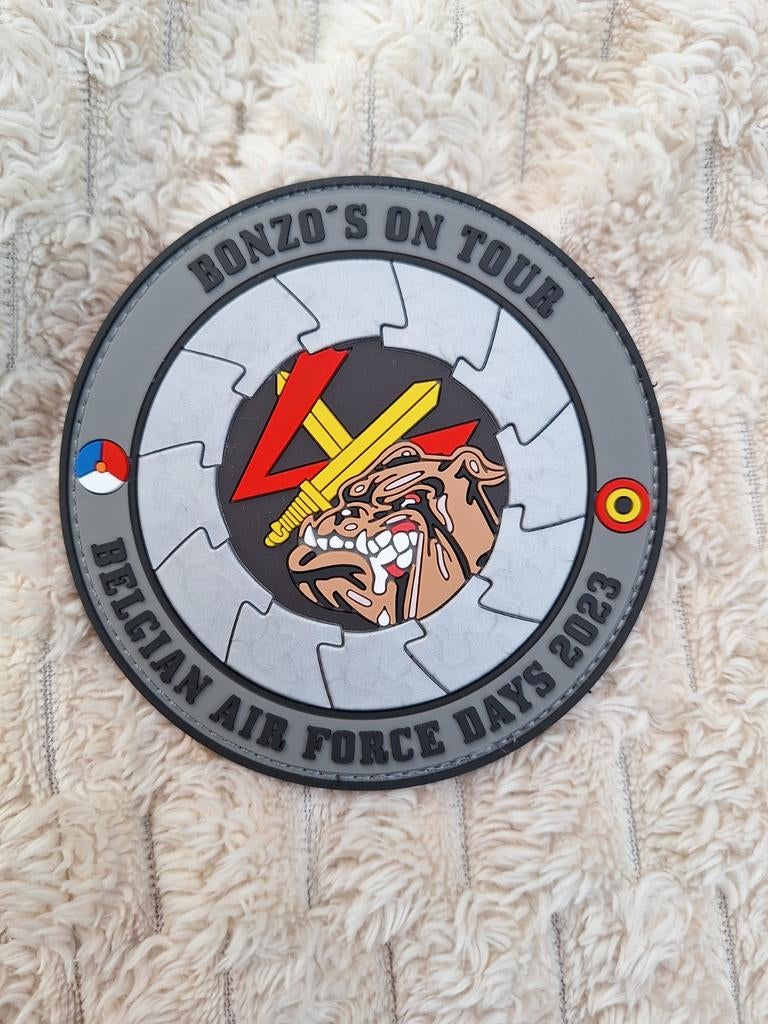 BONZO´S ON TOUR
BELGIAN AIR FORCE DAYS 2023